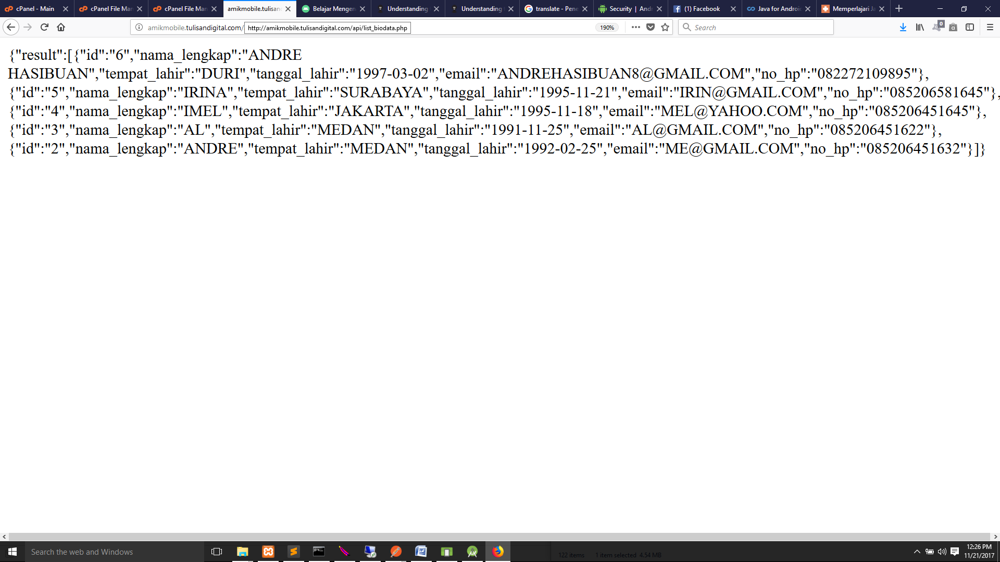 cPanel - Main
cPanel File Man
cPanel File Man
amikmobile.tulisand
Belajar Mengen
Understanding
Understanding
translate - Pene
Security | Andr
(1) Facebook
Java for Androi
Memperlajari Ja
amikmobile.tulisandigital.com/
http://amikmobile.tulisandigital.com/api/list_biodata.php
190%
Search
0
{"result":[{"id":"6","nama_lengkap":"ANDRE
HASIBUAN","tempat_lahir":"DURI","tanggal_lahir":"1997-03-02","email":"ANDREHASIBUAN8@GMAIL.COM","no_hp":"082272109895"},
{"id":"5","nama_lengkap":"IRINA","tempat_lahir":"SURABAYA","tanggal_lahir":"1995-11-21","email":"IRIN@GMAIL.COM","no_hp":"085206581645"},
{"id":"4","nama_lengkap":"IMEL","tempat_lahir":"JAKARTA","tanggal_lahir":"1995-11-18","email":"MEL@YAHOO.COM","no_hp":"085206451645"},
{"id":"3","nama_lengkap":"AL","tempat_lahir":"MEDAN","tanggal_lahir":"1991-11-25","email":"AL@GMAIL.COM","no_hp":"085206451622"},
{"id":"2","nama_lengkap":"ANDRE","tempat_lahir":"MEDAN","tanggal_lahir":"1992-02-25","email":"ME@GMAIL.COM","no_hp":"085206451632"}]}
Search the web and Windows
122 items 1 item selected 4.54 MB
12:26 PM
11/21/2017